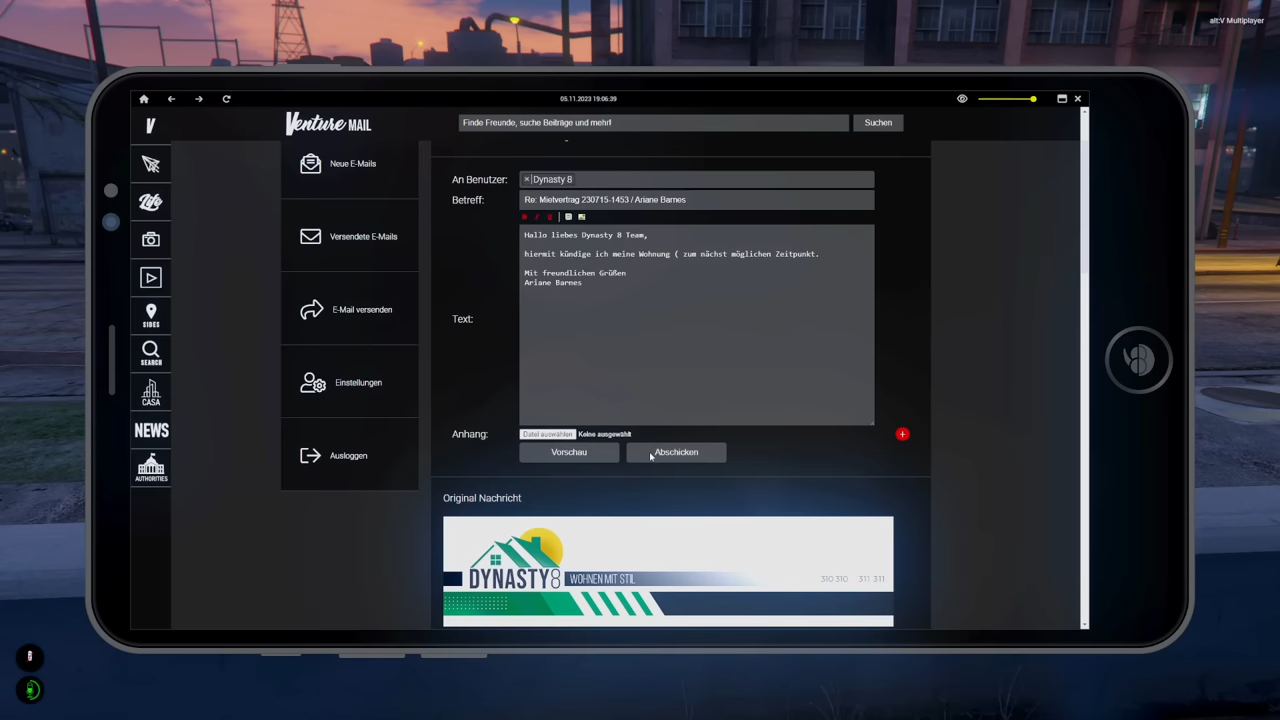 alt:V Multiplayer
05.11.2023 19:06:39
V
Venture MAIL
Finde Freunde, suche Beiträge und mehr!
Suchen
Neue E-Mails
Versendete E-Mails
E-Mail versenden
Einstellungen
Ausloggen
Life
SIDES
SEARCH
CASA
NEWS
AUTHORITIES
An Benutzer:
× Dynasty 8
Betreff:
Re: Mietvertrag 230715-1453 / Ariane Barnes
Hallo liebes Dynasty 8 Team,
hiermit kündige ich meine Wohnung ( zum nächst möglichen Zeitpunkt.
Mit freundlichen Grüßen
Ariane Barnes
Text:
Anhang:
Datei auswählen Keine ausgewählt
Vorschau
Abschicken
Original Nachricht
DYNASTY8
WOHNEN MIT STIL
310 310 311 311